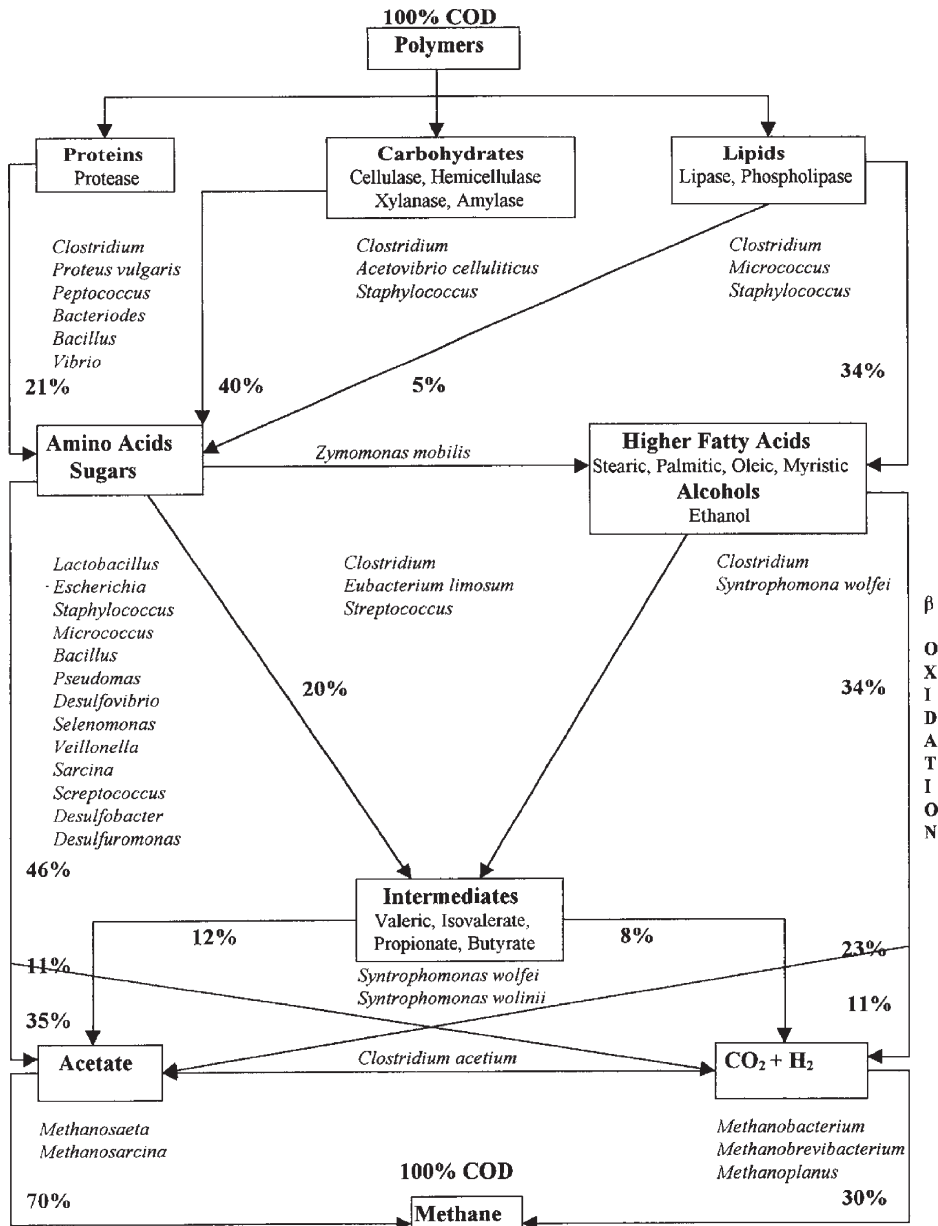 100% COD
Polymers
Proteins
Protease
Carbohydrates
Cellulase, Hemicellulase
Xylanase, Amylase
Lipids
Lipase, Phospholipase
Clostridium
Proteus vulgaris
Peptococcus
Bacteriodes
Bacillus
Vibrio
Clostridium
Acetovibrio celluliticus
Staphylococcus
Clostridium
Micrococcus
Staphylococcus
21%
40%
5%
34%
Amino Acids
Sugars
Zymomonas mobilis
Higher Fatty Acids
Stearic, Palmitic, Oleic, Myristic
Alcohols
Ethanol
Lactobacillus
Escherichia
Staphylococcus
Micrococcus
Bacillus
Pseudomas
Desulfovibrio
Selenomonas
Veillonella
Sarcina
Screptococcus
Desulfobacter
Desulfuromonas
Clostridium
Eubacterium limosum
Streptococcus
Clostridium
Syntrophomona wolfei
β OXIDATION
20%
34%
46%
Intermediates
Valeric, Isovalerate,
Propionate, Butyrate
12%
8%
11%
23%
Syntrophomonas wolfei
Syntrophomonas wolinii
35%
11%
Acetate
Clostridium acetium
CO₂ + H₂
Methanosaeta
Methanosarcina
Methanobacterium
Methanobrevibacterium
Methanoplanus
70%
100% COD
30%
Methane